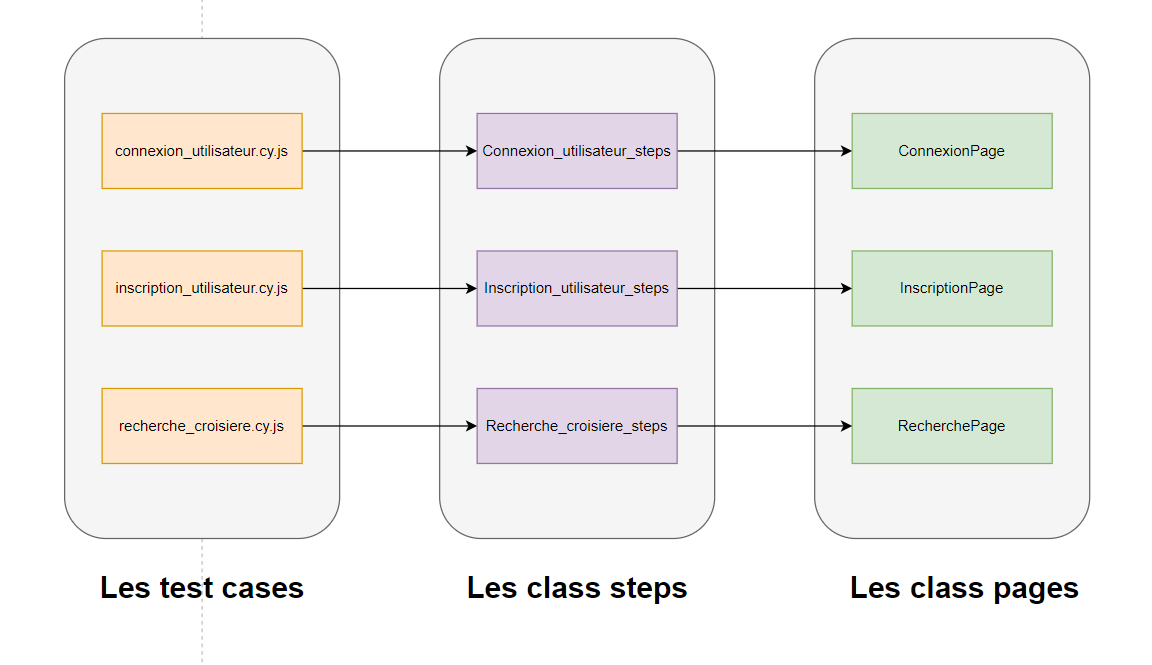 connexion_utilisateur.cy.js
Connexion_utilisateur_steps
ConnexionPage
inscription_utilisateur.cy.js
Inscription_utilisateur_steps
InscriptionPage
recherche_croisiere.cy.js
Recherche_croisiere_steps
RecherchePage
Les test cases
Les class steps
Les class pages